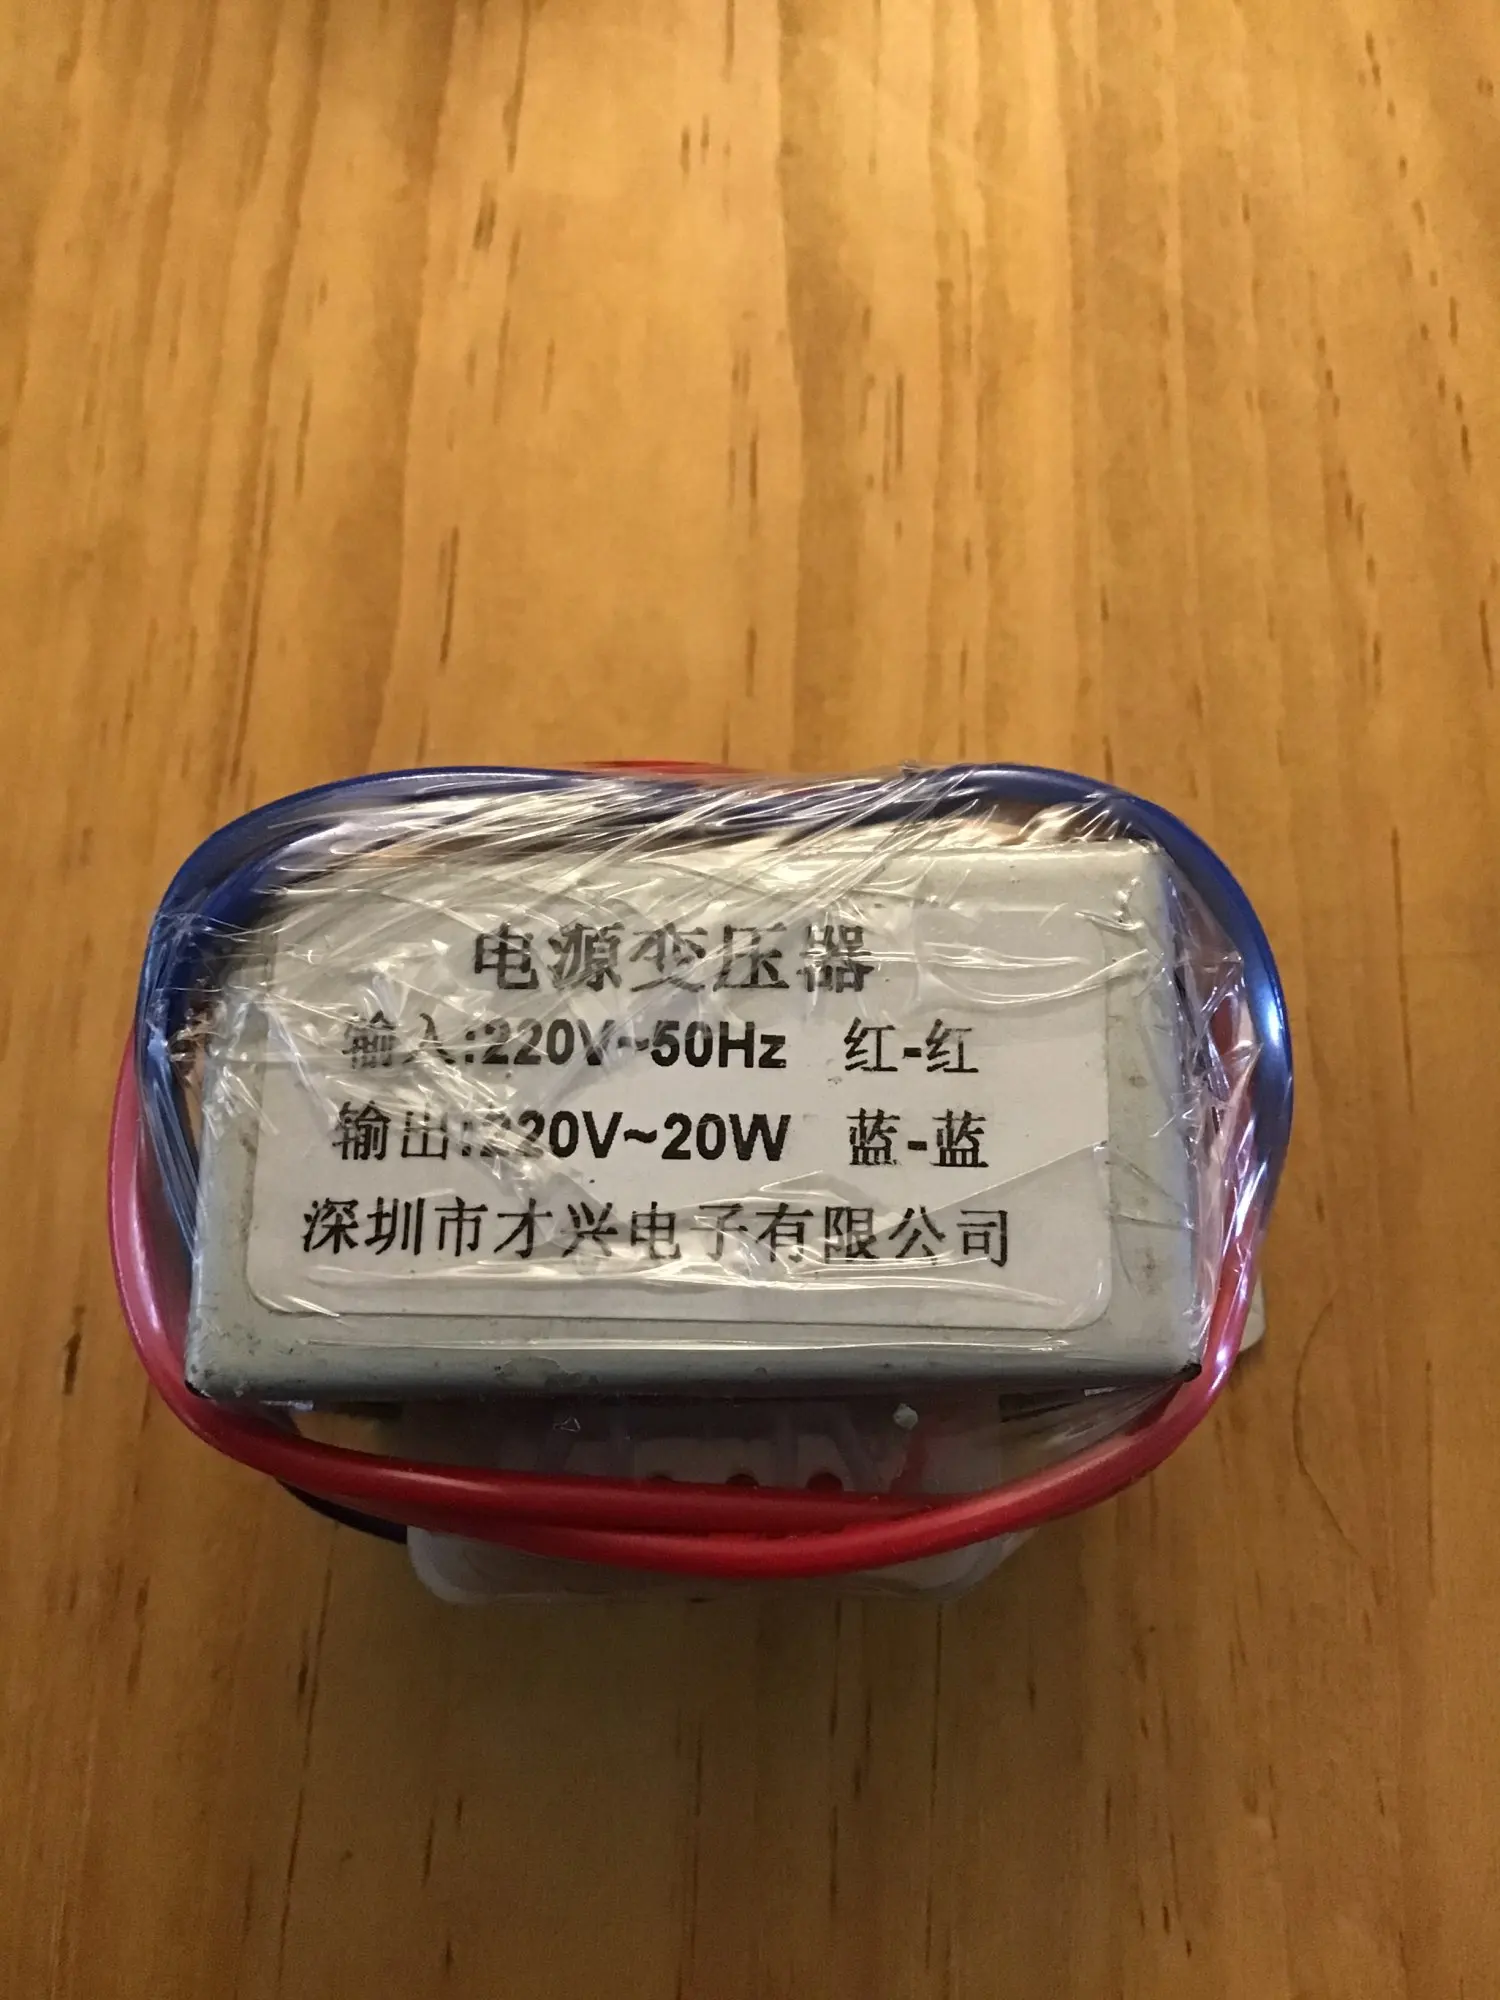 电源变压器
输入:220V~50Hz 红-红
输出:220V~20W 蓝-蓝
深圳市才兴电子有限公司